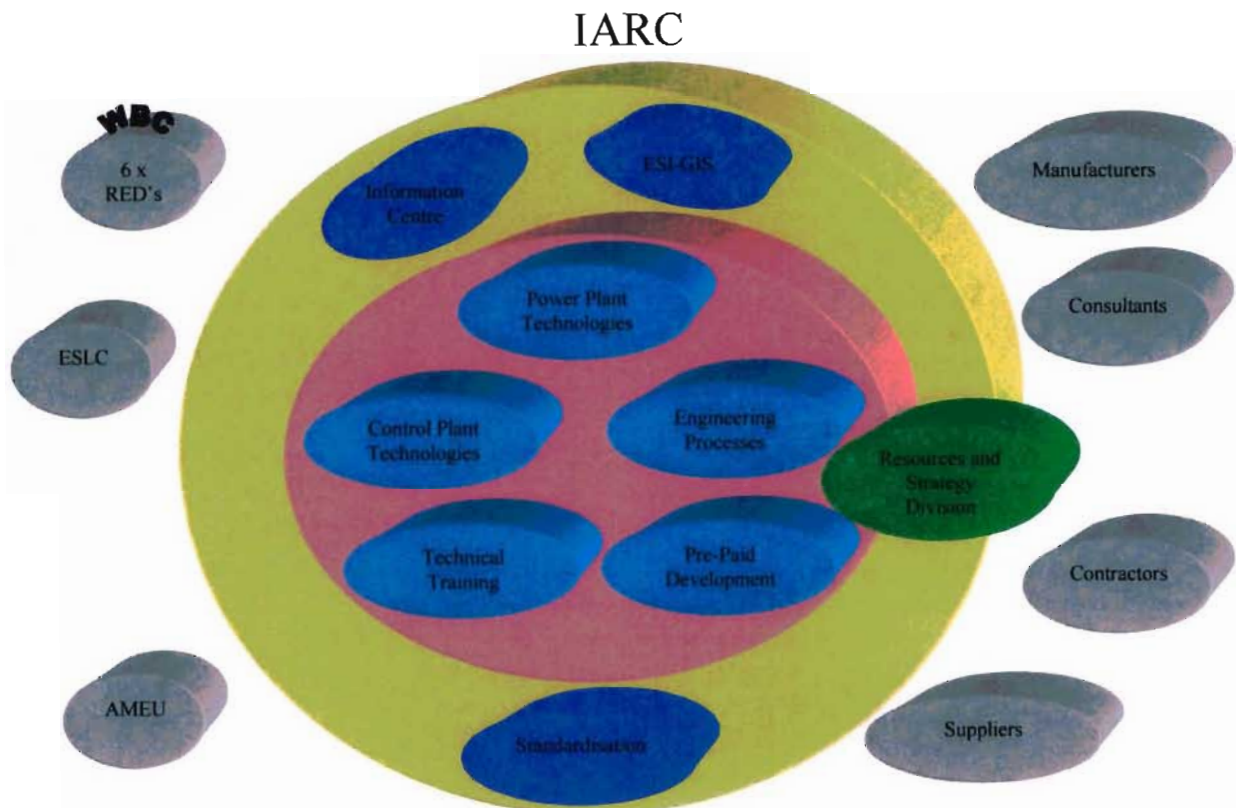 IARC
WBC
6 x
RED's
Information
Centre
ESI-GIS
Manufacturers
Power Plant
Technologies
Consultants
ESLC
Control Plant
Technologies
Engineering
Processes
Resources and
Strategy
Division
Technical
Training
Pre-Paid
Development
Contractors
AMEU
Standardisation
Suppliers